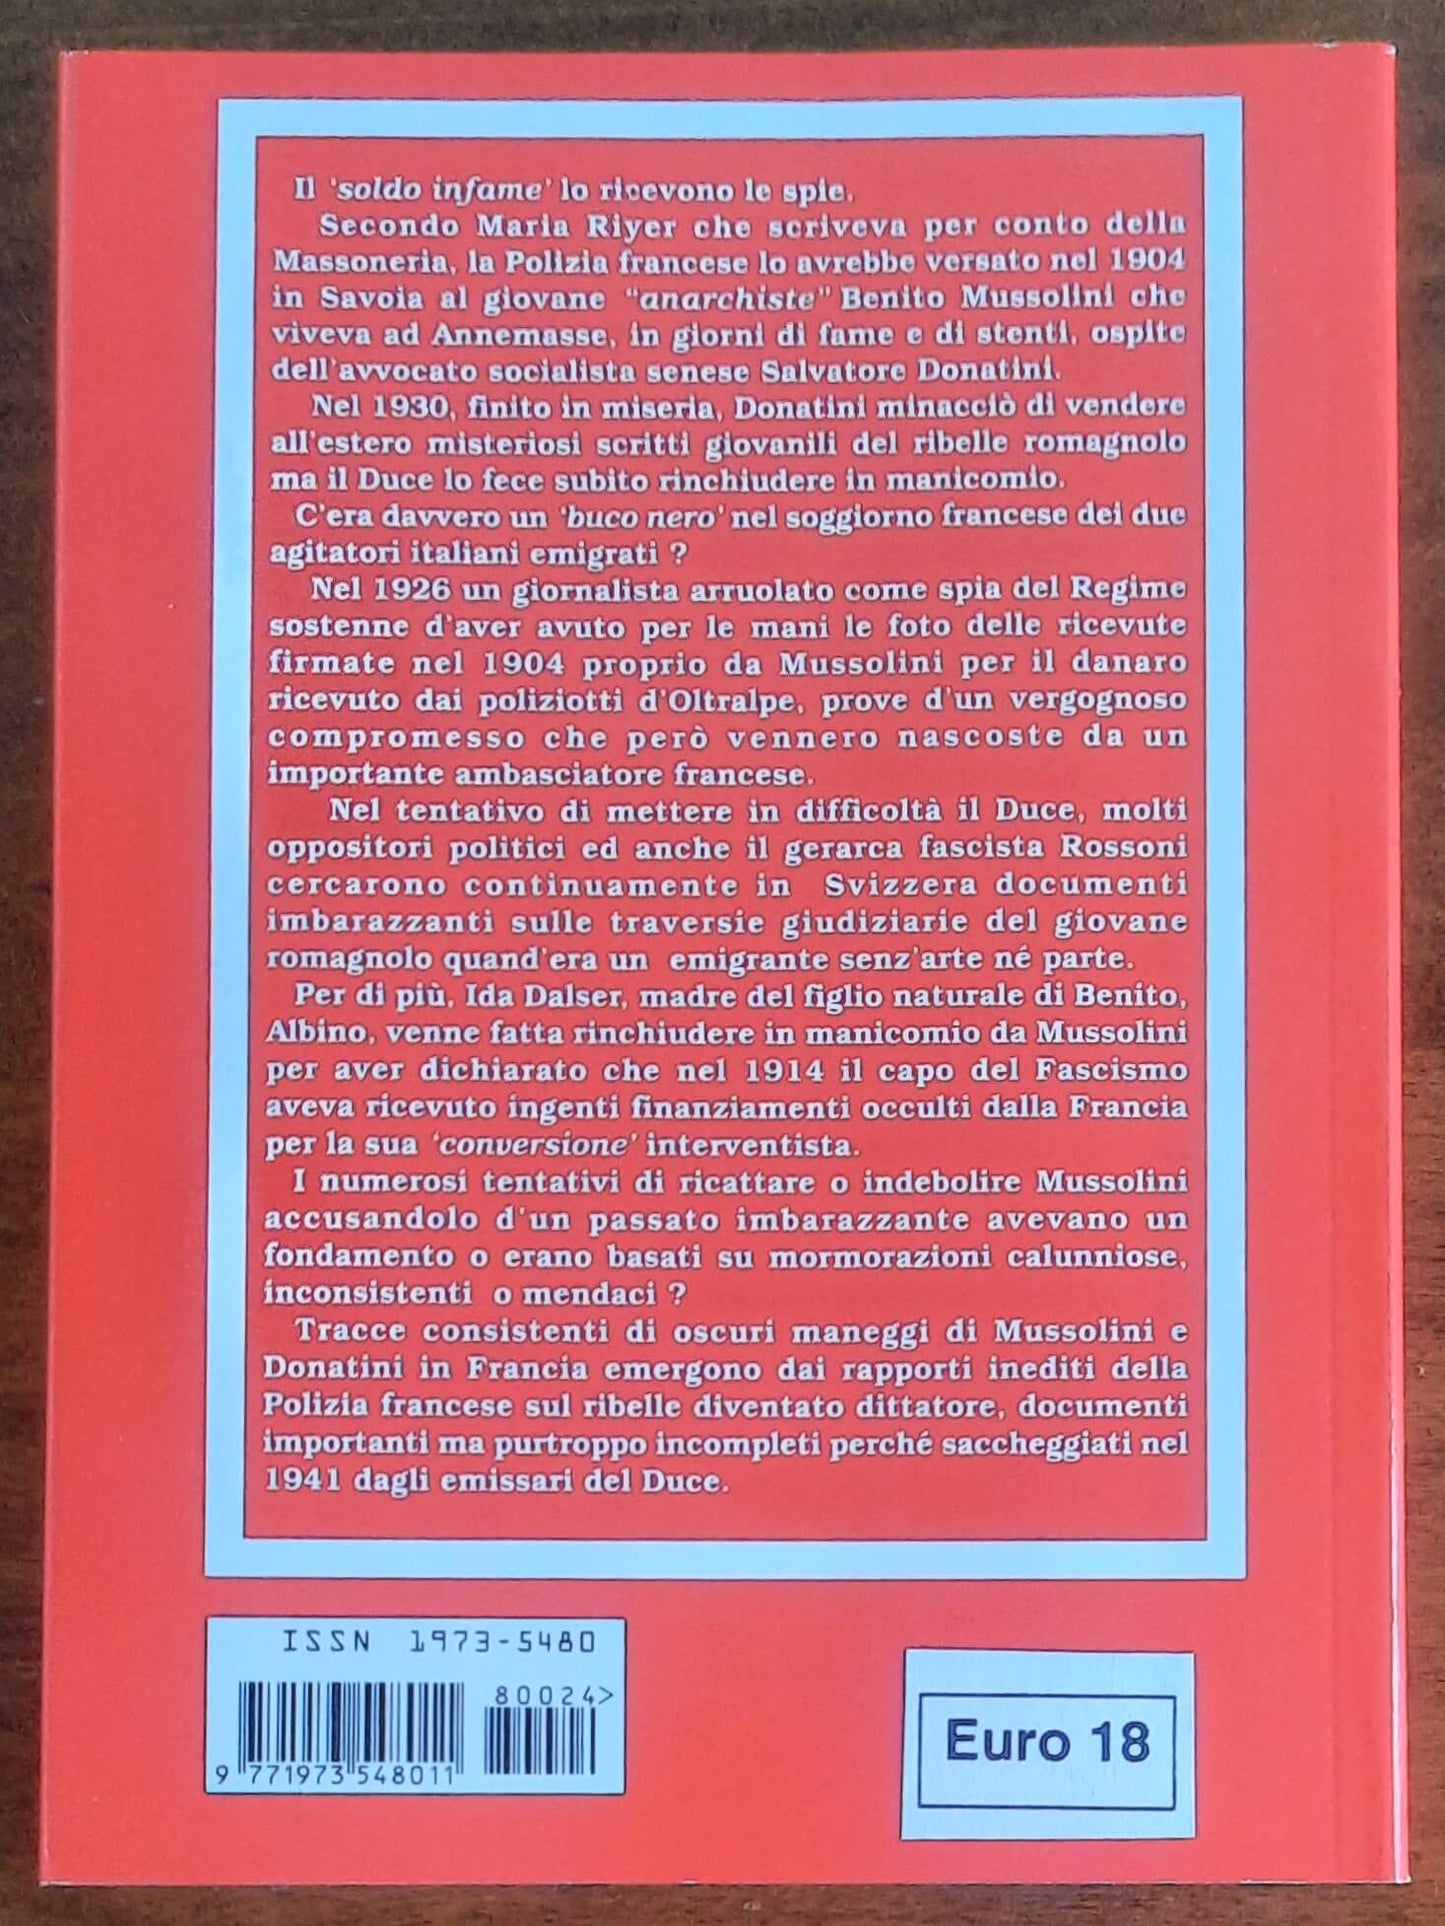 Il 'soldo infame' lo ricevono le spie.
Secondo Maria Riyer che scriveva per conto della
Massoneria, la Polizia francese lo avrebbe versato nel 1904
in Savoia al giovane "anarchiste" Benito Mussolini che
viveva ad Annemasse, in giorni di fame e di stenti, ospite
dell'avvocato socialista senese Salvatore Donatini.
Nel 1930, finito in miseria, Donatini minacciò di vendere
all'estero misteriosi scritti giovanili del ribelle romagnolo
ma il Duce lo fece subito rinchiudere in manicomio.
C'era davvero un 'buco nero' nel soggiorno francese dei due
agitatori italiani emigrati ?
Nel 1926 un giornalista arruolato come spia del Regime
sostenne d'aver avuto per le mani le foto delle ricevute
firmate nel 1904 proprio da Mussolini per il danaro
ricevuto dai poliziotti d'Oltralpe, prove d'un vergognoso
compromesso che però vennero nascoste da un
importante ambasciatore francese.
Nel tentativo di mettere in difficoltà il Duce, molti
oppositori politici ed anche il gerarca fascista Rossoni
cercarono continuamente in Svizzera documenti
imbarazzanti sulle traversie giudiziarie del giovane
romagnolo quand'era un emigrante senz'arte né parte.
Per di più, Ida Dalser, madre del figlio naturale di Benito,
Albino, venne fatta rinchiudere in manicomio da Mussolini
per aver dichiarato che nel 1914 il capo del Fascismo
aveva ricevuto ingenti finanziamenti occulti dalla Francia
per la sua 'conversione' interventista.
I numerosi tentativi di ricattare o indebolire Mussolini
accusandolo d'un passato imbarazzante avevano un
fondamento o erano basati su mormorazioni calunniose,
inconsistenti o mendaci ?
Tracce consistenti di oscuri maneggi di Mussolini e
Donatini in Francia emergono dai rapporti inediti della
Polizia francese sul ribelle diventato dittatore, documenti
importanti ma purtroppo incompleti perché saccheggiati nel
1941 dagli emissari del Duce.
ISSN 1973-5480
80024>
9 771973 548011
Euro 18